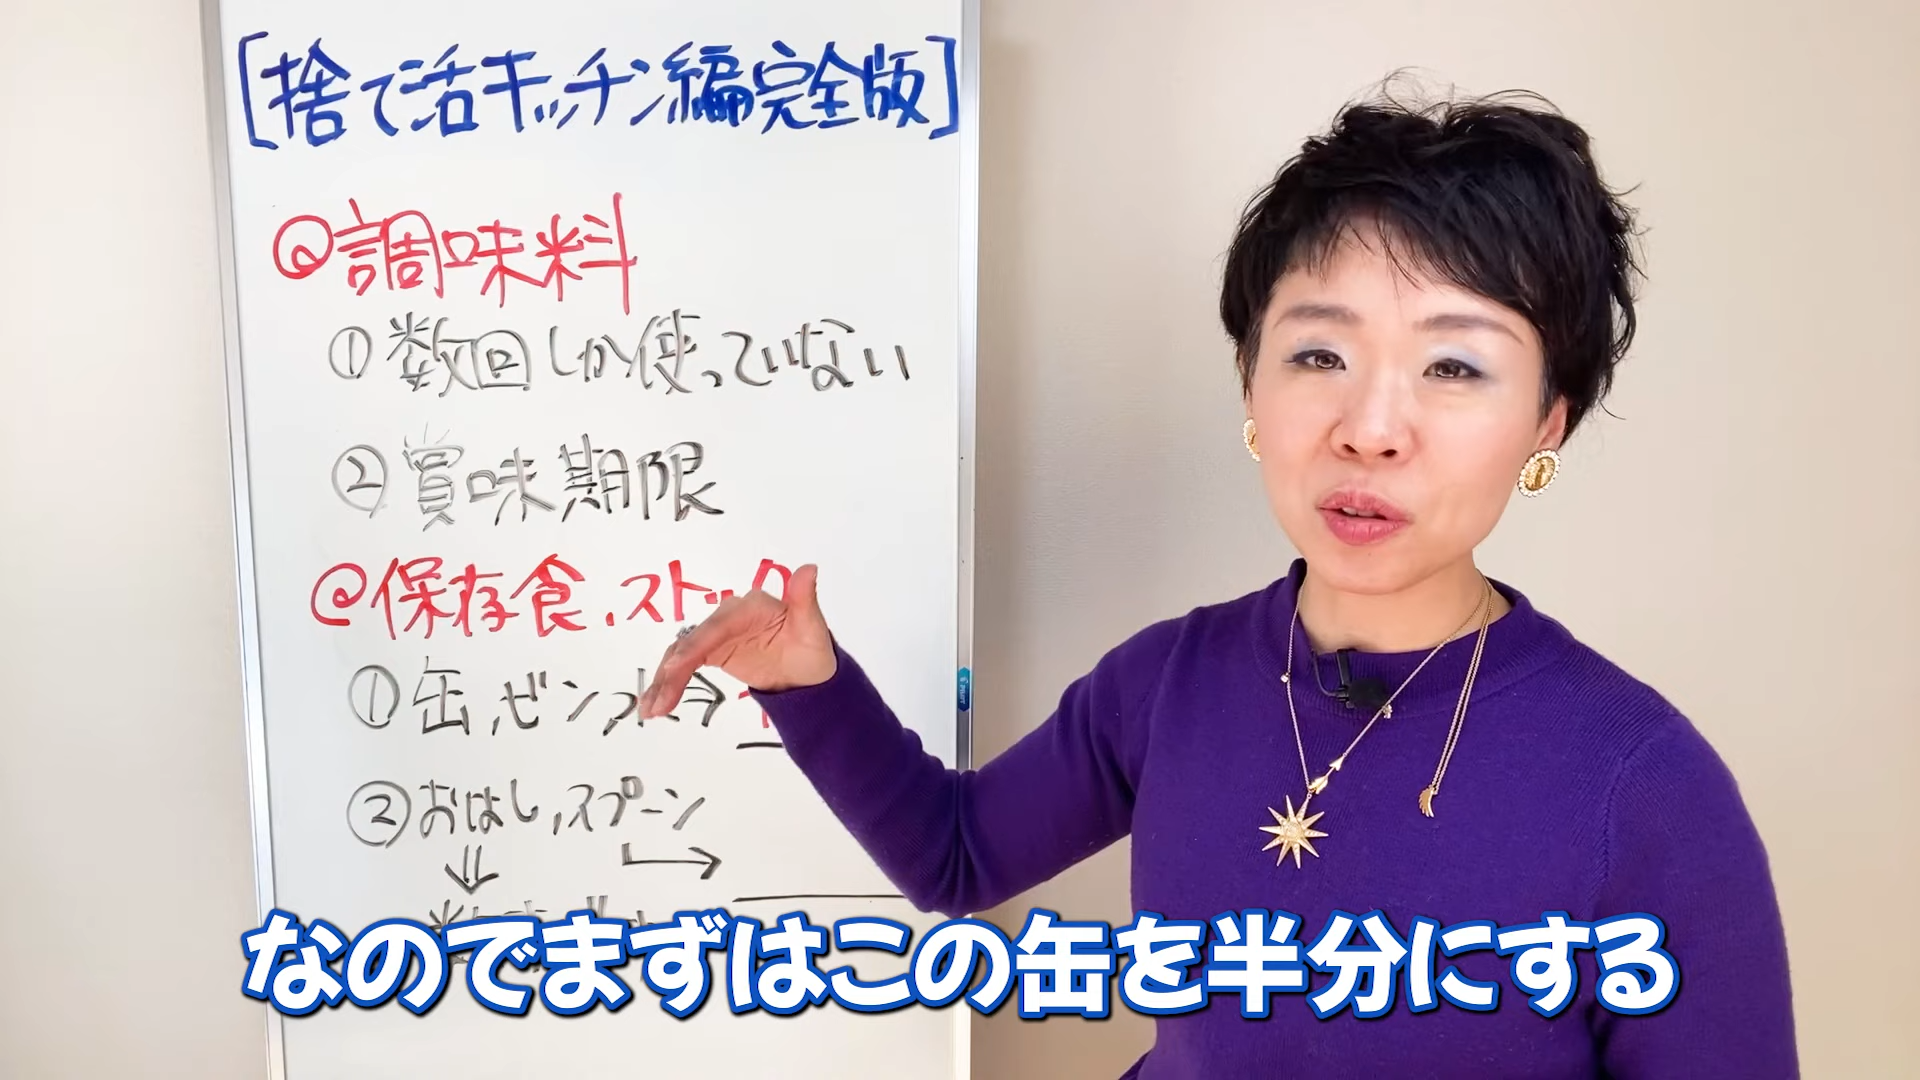 [捨て活キッチン編完全版]
@調味料
①数回しか使っていない
②賞味期限
@保存食.ストック
①缶,ビン,水→
②おはし,スプーン
なのでまずはこの缶を半分にする